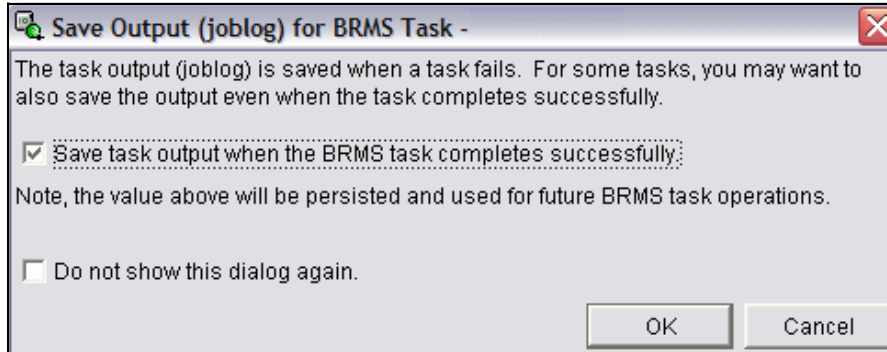 Save Output (joblog) for BRMS Task -
The task output (joblog) is saved when a task fails. For some tasks, you may want to
also save the output even when the task completes successfully.
Save task output when the BRMS task completes successfully.
Note, the value above will be persisted and used for future BRMS task operations.
Do not show this dialog again.
OK Cancel